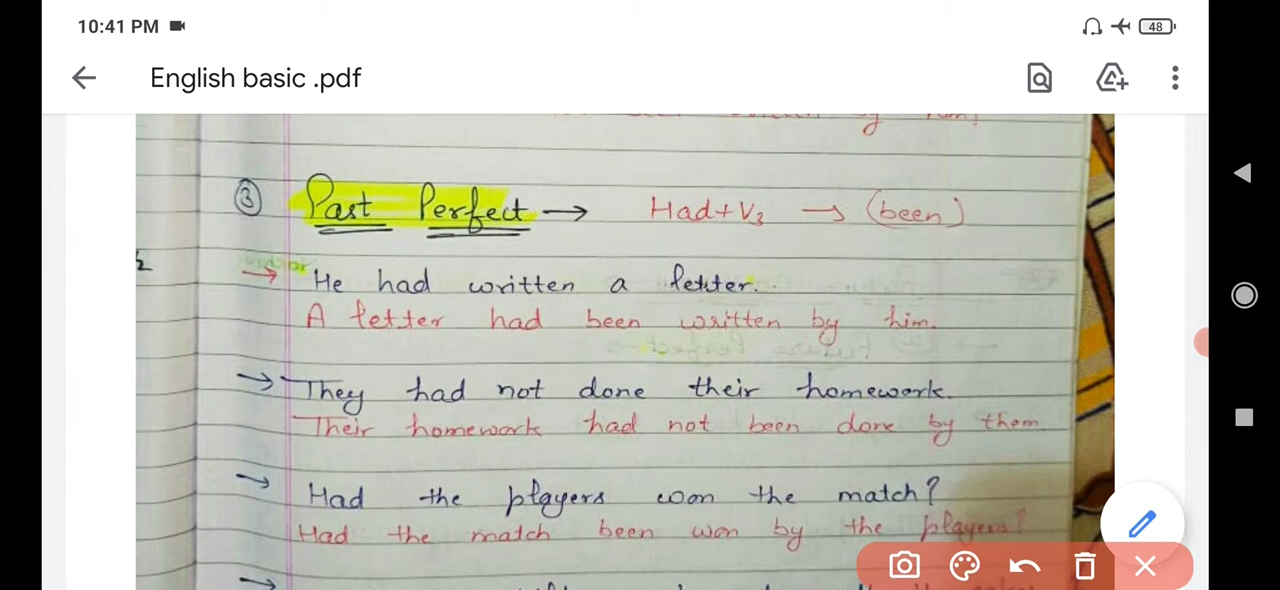 10:41 PM
48
English basic .pdf
③ Past Perfect → Had+V₃ → (been)
→ He had written a letter.
A letter had been written by him.
→ They had not done their homework.
Their homework had not been done by them
→ Had the players won the match?
Had the match been won by the players?